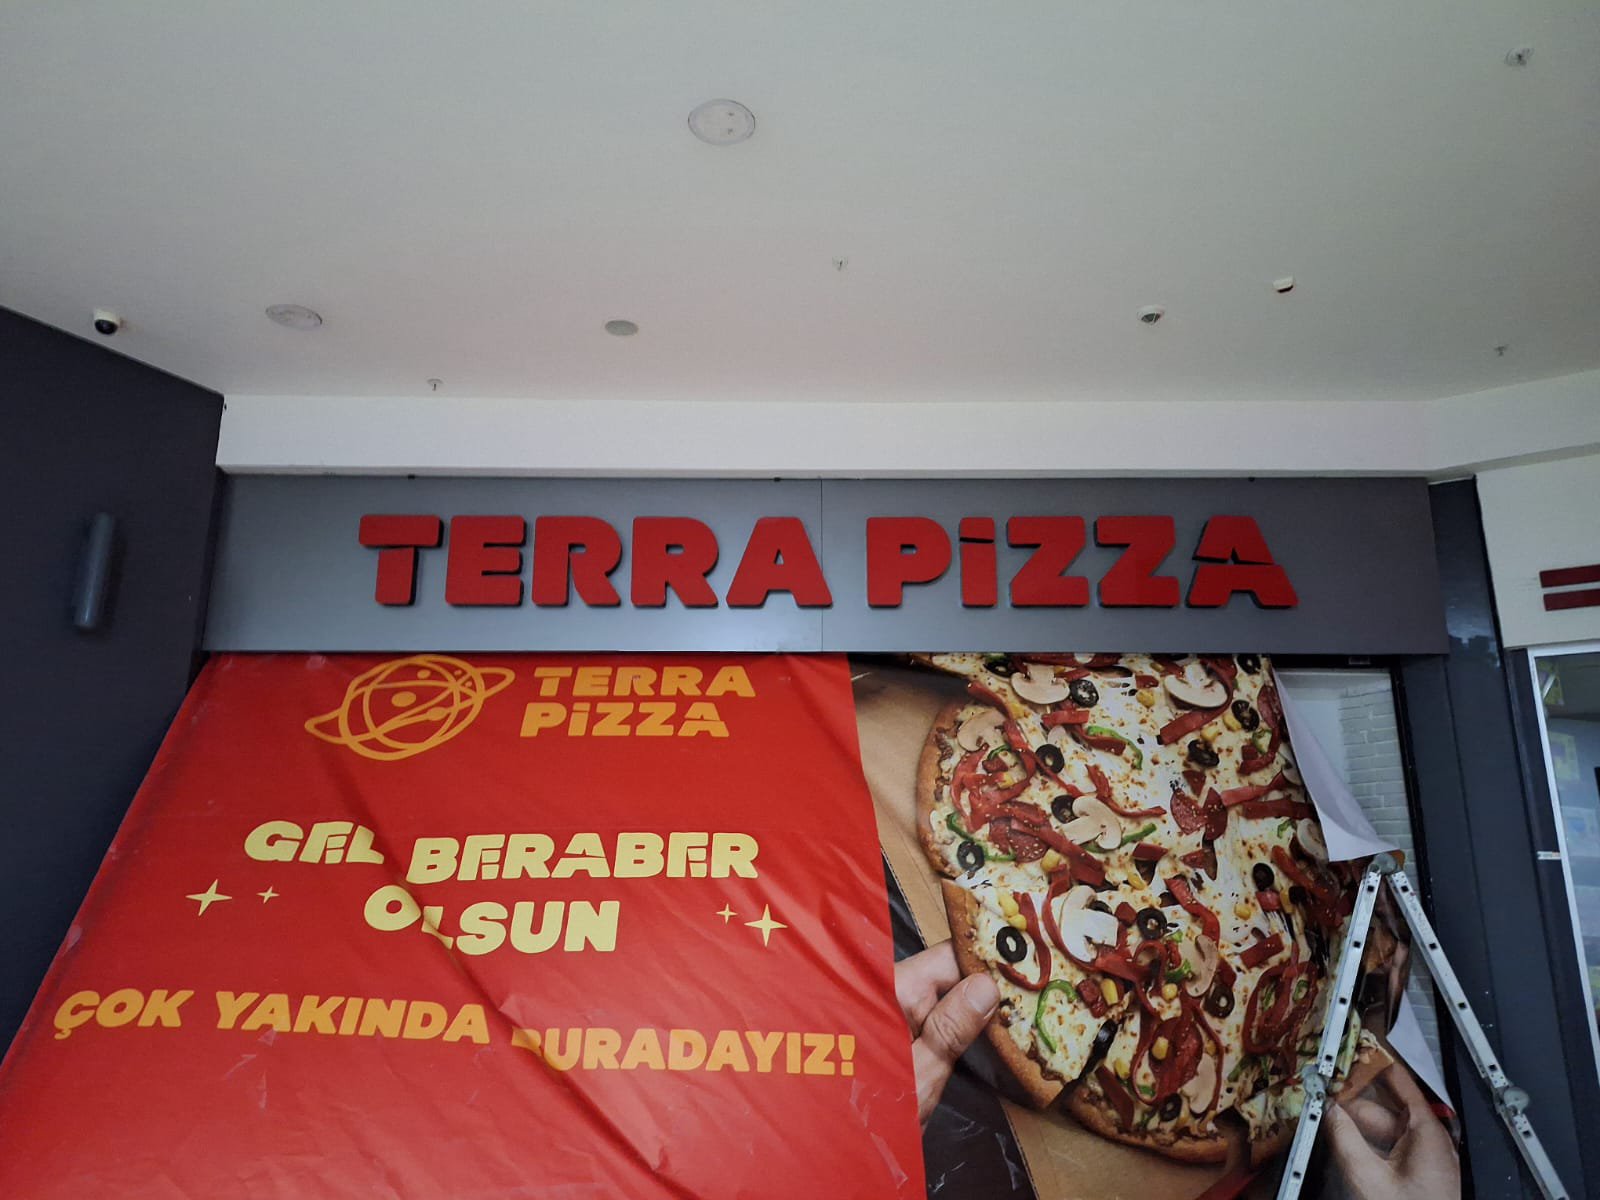 TERRA PİZZA
TERRA
PİZZA
GEL BERABER
OLSUN
ÇOK YAKINDA BURADAYIZ!